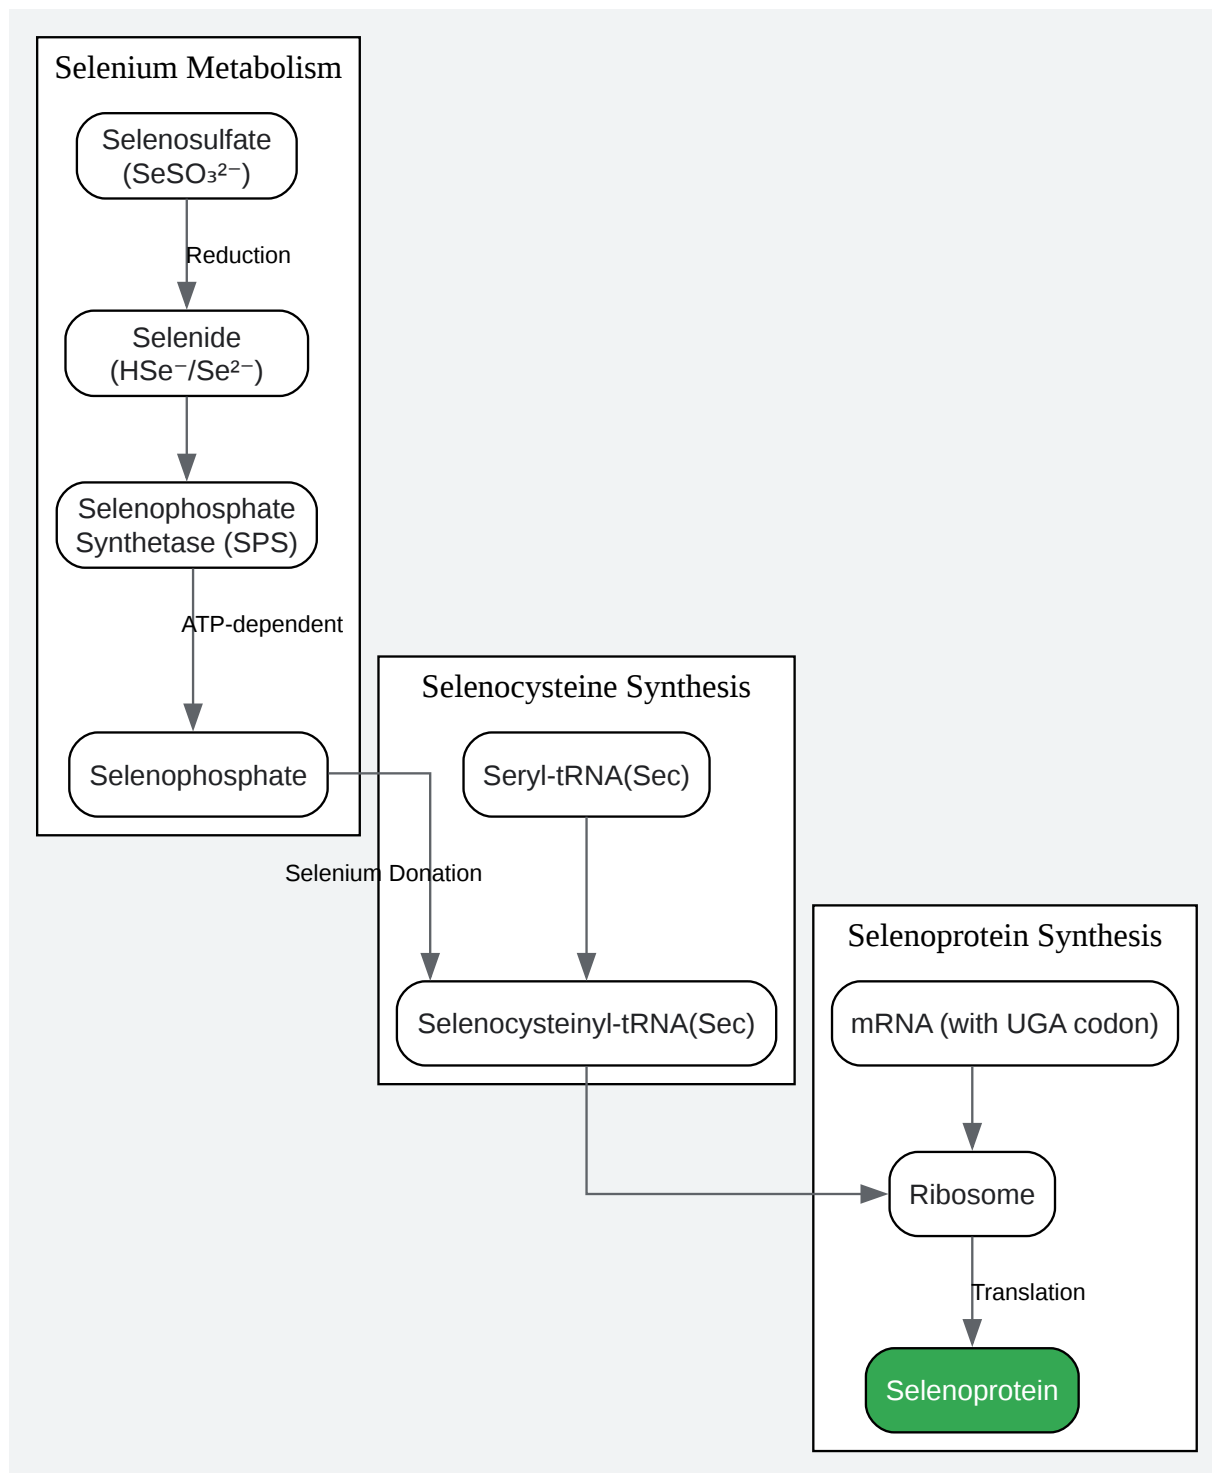 Selenium Metabolism
Selenosulfate
(SeSO₃²⁻)
Reduction
Selenide
(HSe⁻/Se²⁻)
Selenophosphate
Synthetase (SPS)
ATP-dependent
Selenophosphate
Selenocysteine Synthesis
Seryl-tRNA(Sec)
Selenium Donation
Selenocysteinyl-tRNA(Sec)
Selenoprotein Synthesis
mRNA (with UGA codon)
Ribosome
Translation
Selenoprotein